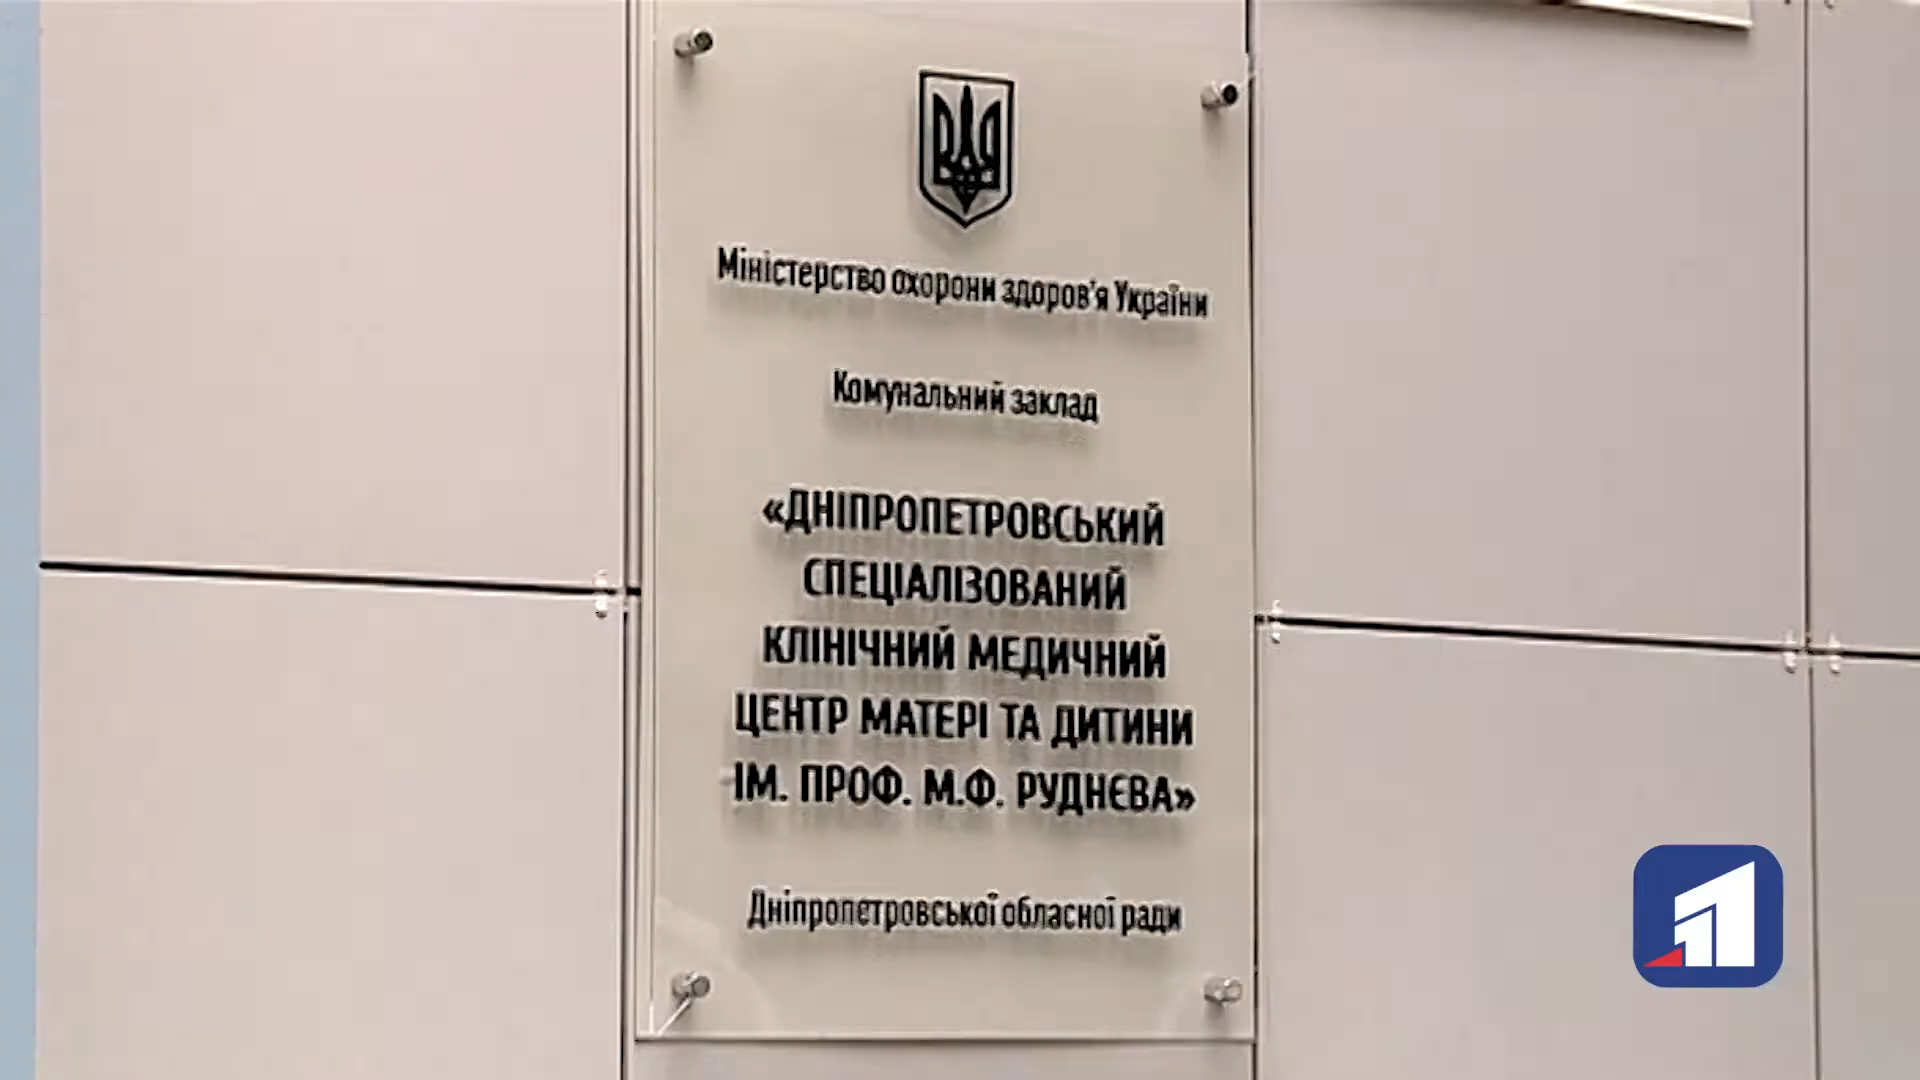 Міністерство охорони здоров'я України
Комунальний заклад
«ДНІПРОПЕТРОВСЬКИЙ
СПЕЦІАЛІЗОВАНИЙ
КЛІНІЧНИЙ МЕДИЧНИЙ
ЦЕНТР МАТЕРІ ТА ДИТИНИ
ІМ. ПРОФ. М.Ф. РУДНЄВА»
Дніпропетровської обласної ради